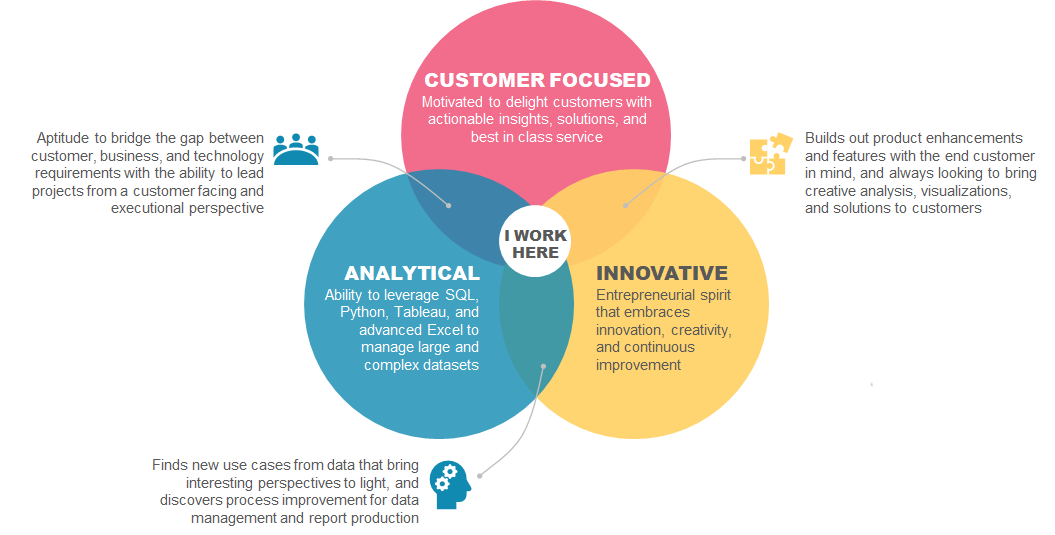 CUSTOMER FOCUSED
Motivated to delight customers with
actionable insights, solutions, and
best in class service
Aptitude to bridge the gap between
customer, business, and technology
requirements with the ability to lead
projects from a customer facing and
executional perspective
Builds out product enhancements
and features with the end customer
in mind, and always looking to bring
creative analysis, visualizations,
and solutions to customers
I WORK
HERE
ANALYTICAL
Ability to leverage SQL,
Python, Tableau, and
advanced Excel to
manage large and
complex datasets
INNOVATIVE
Entrepreneurial spirit
that embraces
innovation, creativity,
and continuous
improvement
Finds new use cases from data that bring
interesting perspectives to light, and
discovers process improvement for data
management and report production